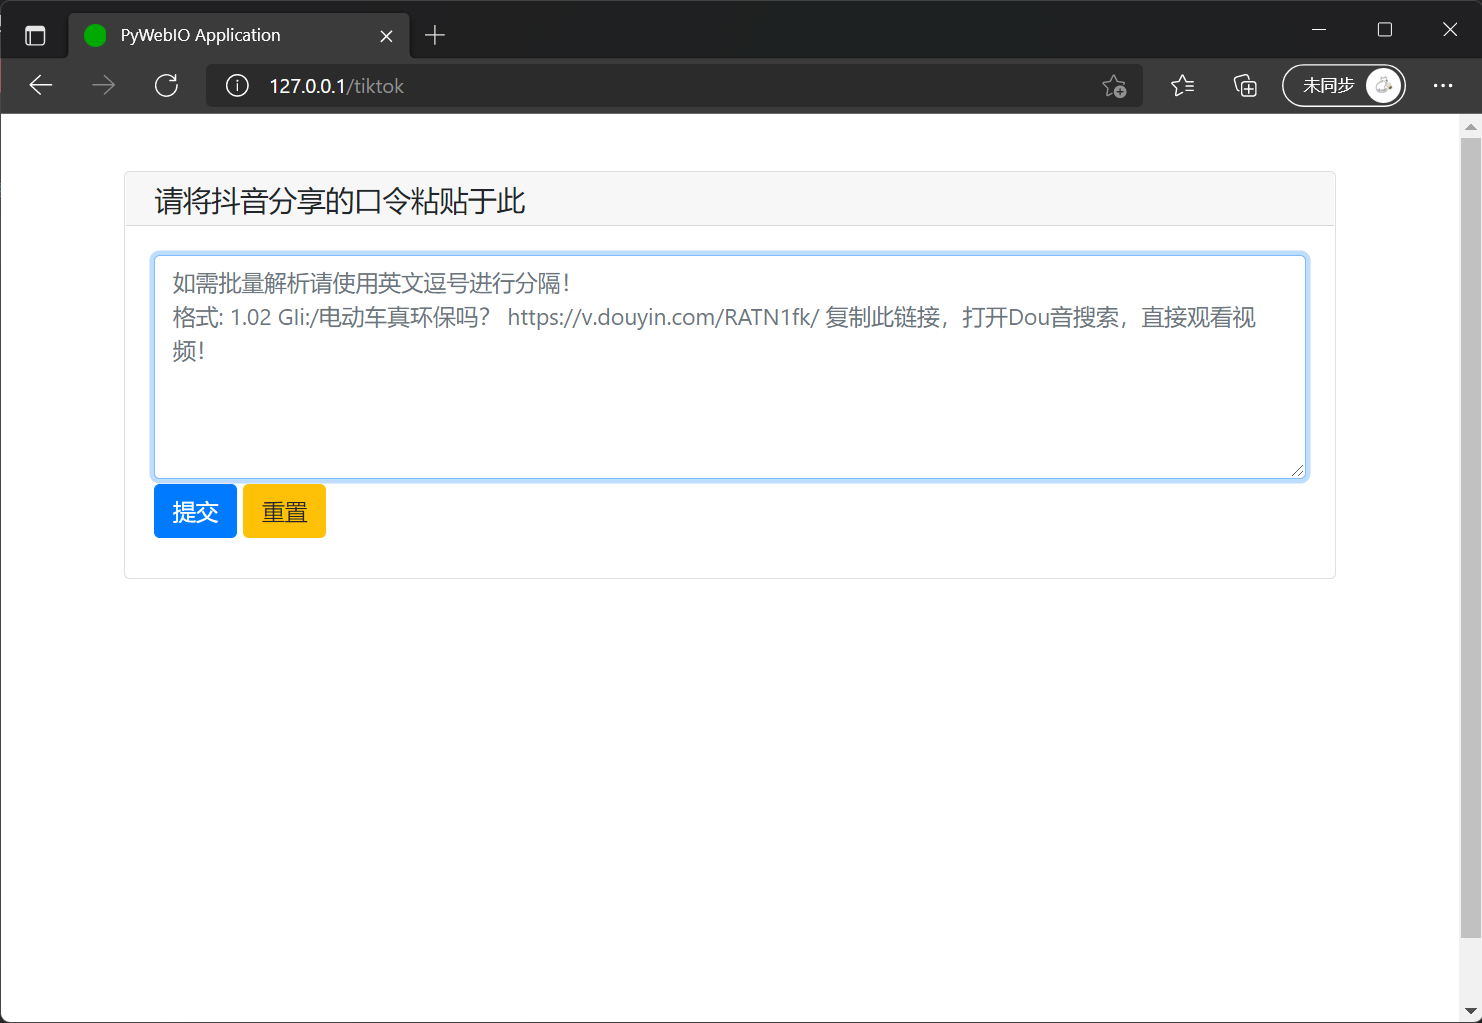 PyWebIO Application
127.0.0.1/tiktok
未同步
请将抖音分享的口令粘贴于此
如需批量解析请使用英文逗号进行分隔！
格式: 1.02 GIi:/电动车真环保吗？ https://v.douyin.com/RATN1fk/ 复制此链接，打开Dou音搜索，直接观看视
频！
提交 重置